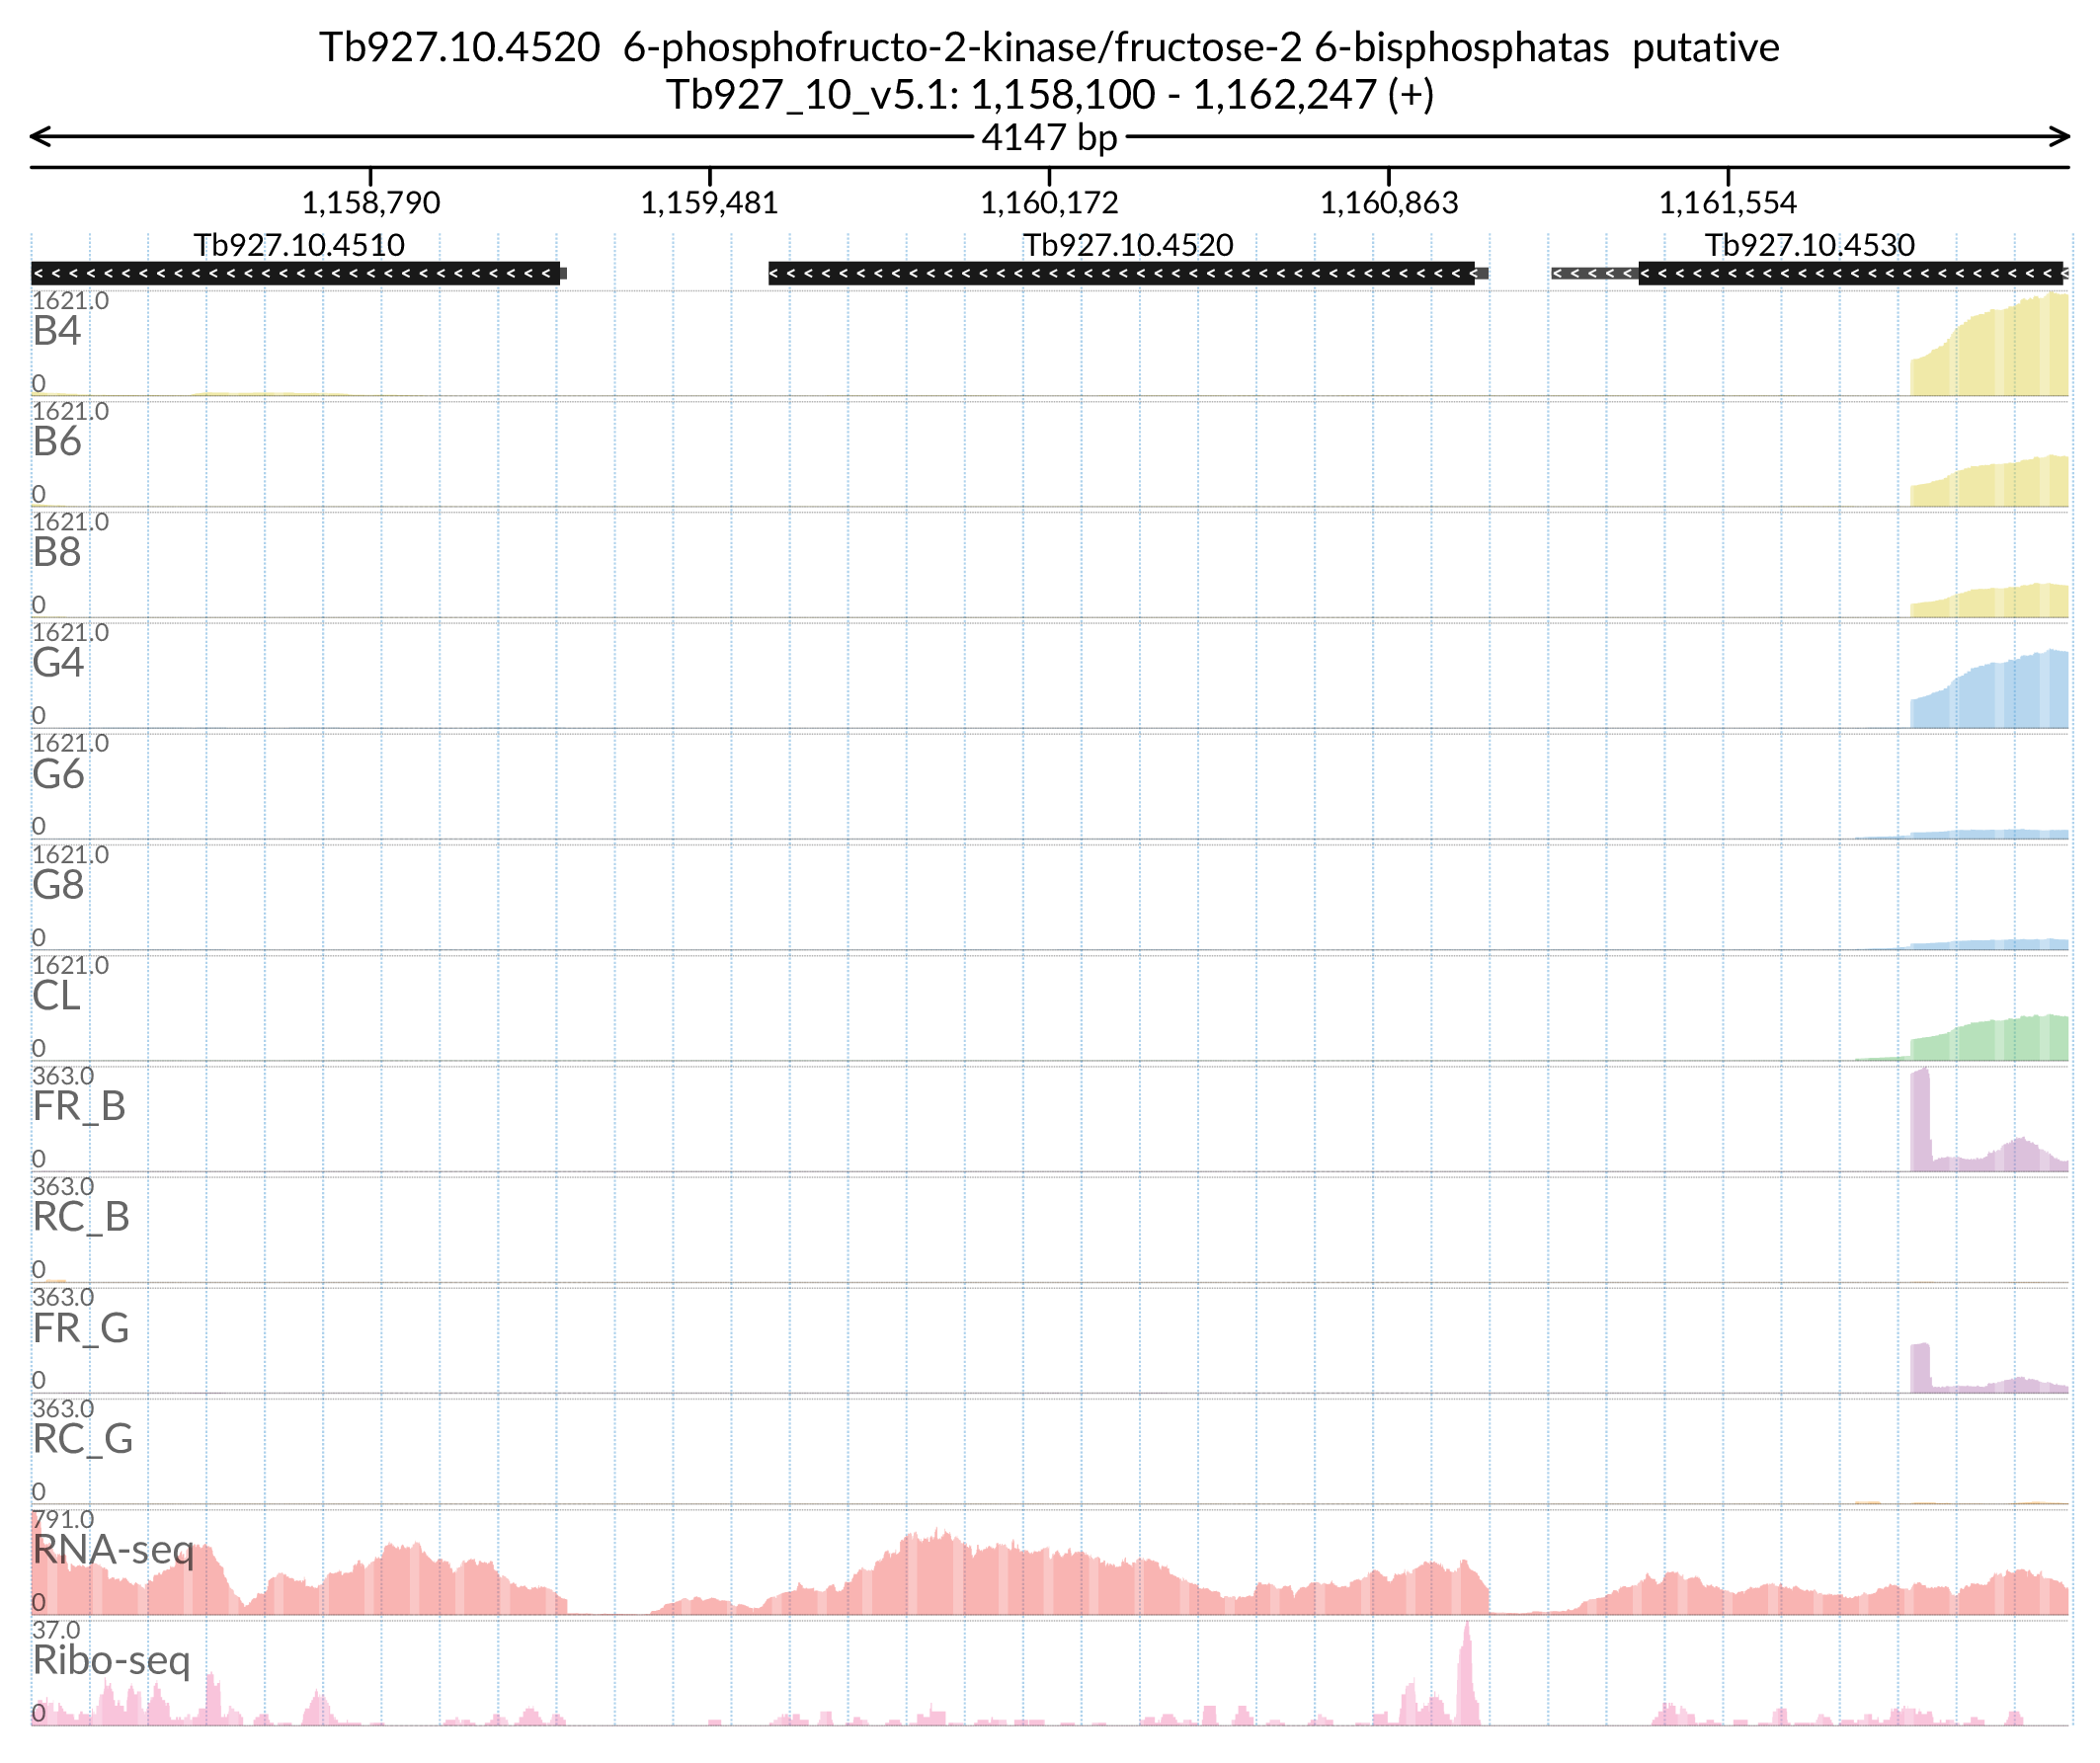 Tb927.10.4520  6-phosphofructo-2-kinase/fructose-2 6-bisphosphatas  putative
Tb927_10_v5.1: 1,158,100 - 1,162,247 (+)
4147 bp
1,158,790 1,159,481 1,160,172 1,160,863 1,161,554
Tb927.10.4510 Tb927.10.4520 Tb927.10.4530
1621.0
B4
0
1621.0
B6
0
1621.0
B8
0
1621.0
G4
0
1621.0
G6
0
1621.0
G8
0
1621.0
CL
0
363.0
FR_B
0
363.0
RC_B
0
363.0
FR_G
0
363.0
RC_G
0
791.0
RNA-seq
0
37.0
Ribo-seq
0